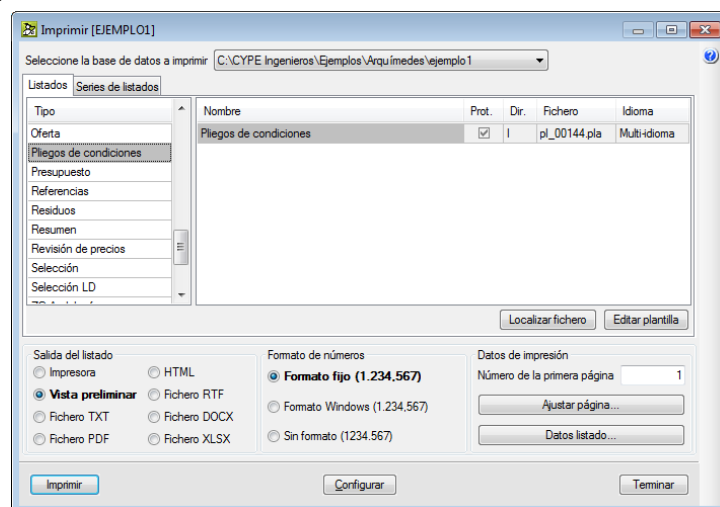 Imprimir [EJEMPLO1]
Seleccione la base de datos a imprimir C:\CYPE Ingenieros\Ejemplos\Arquímedes\ejemplo1
Listados Series de listados
Tipo Nombre Prot. Dir. Fichero Idioma
Oferta Pliegos de condiciones I pl_00144.pla Multi-idioma
Pliegos de condiciones
Presupuesto
Referencias
Residuos
Resumen
Revisión de precios
Selección
Selección LD
Localizar fichero Editar plantilla
Salida del listado Formato de números Datos de impresión
Impresora HTML Formato fijo (1.234,567) Número de la primera página 1
Vista preliminar Fichero RTF Formato Windows (1.234,567) Ajustar página...
Fichero TXT Fichero DOCX Sin formato (1234.567) Datos listado...
Fichero PDF Fichero XLSX
Imprimir Configurar Terminar